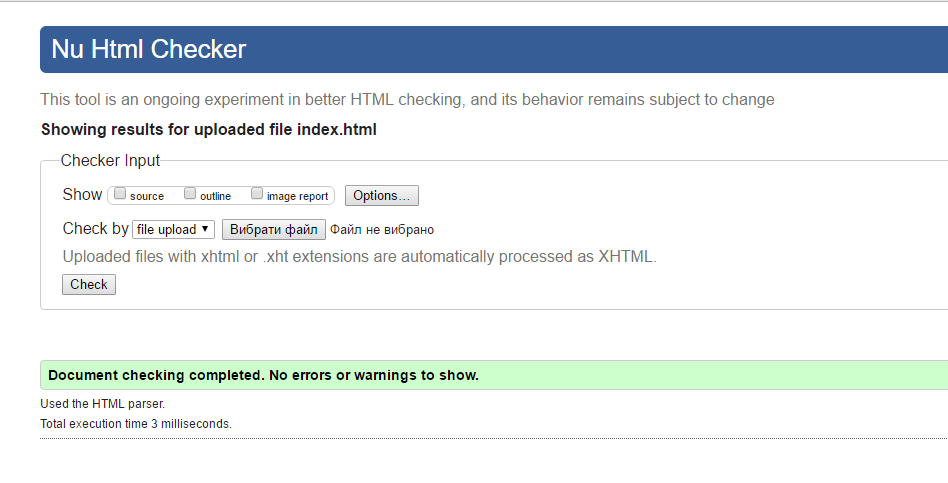 Nu Html Checker
This tool is an ongoing experiment in better HTML checking, and its behavior remains subject to change
Showing results for uploaded file index.html
Checker Input
Show source outline image report Options...
Check by file upload Вибрати файл Файл не вибрано
Uploaded files with xhtml or .xht extensions are automatically processed as XHTML.
Check
Document checking completed. No errors or warnings to show.
Used the HTML parser.
Total execution time 3 milliseconds.